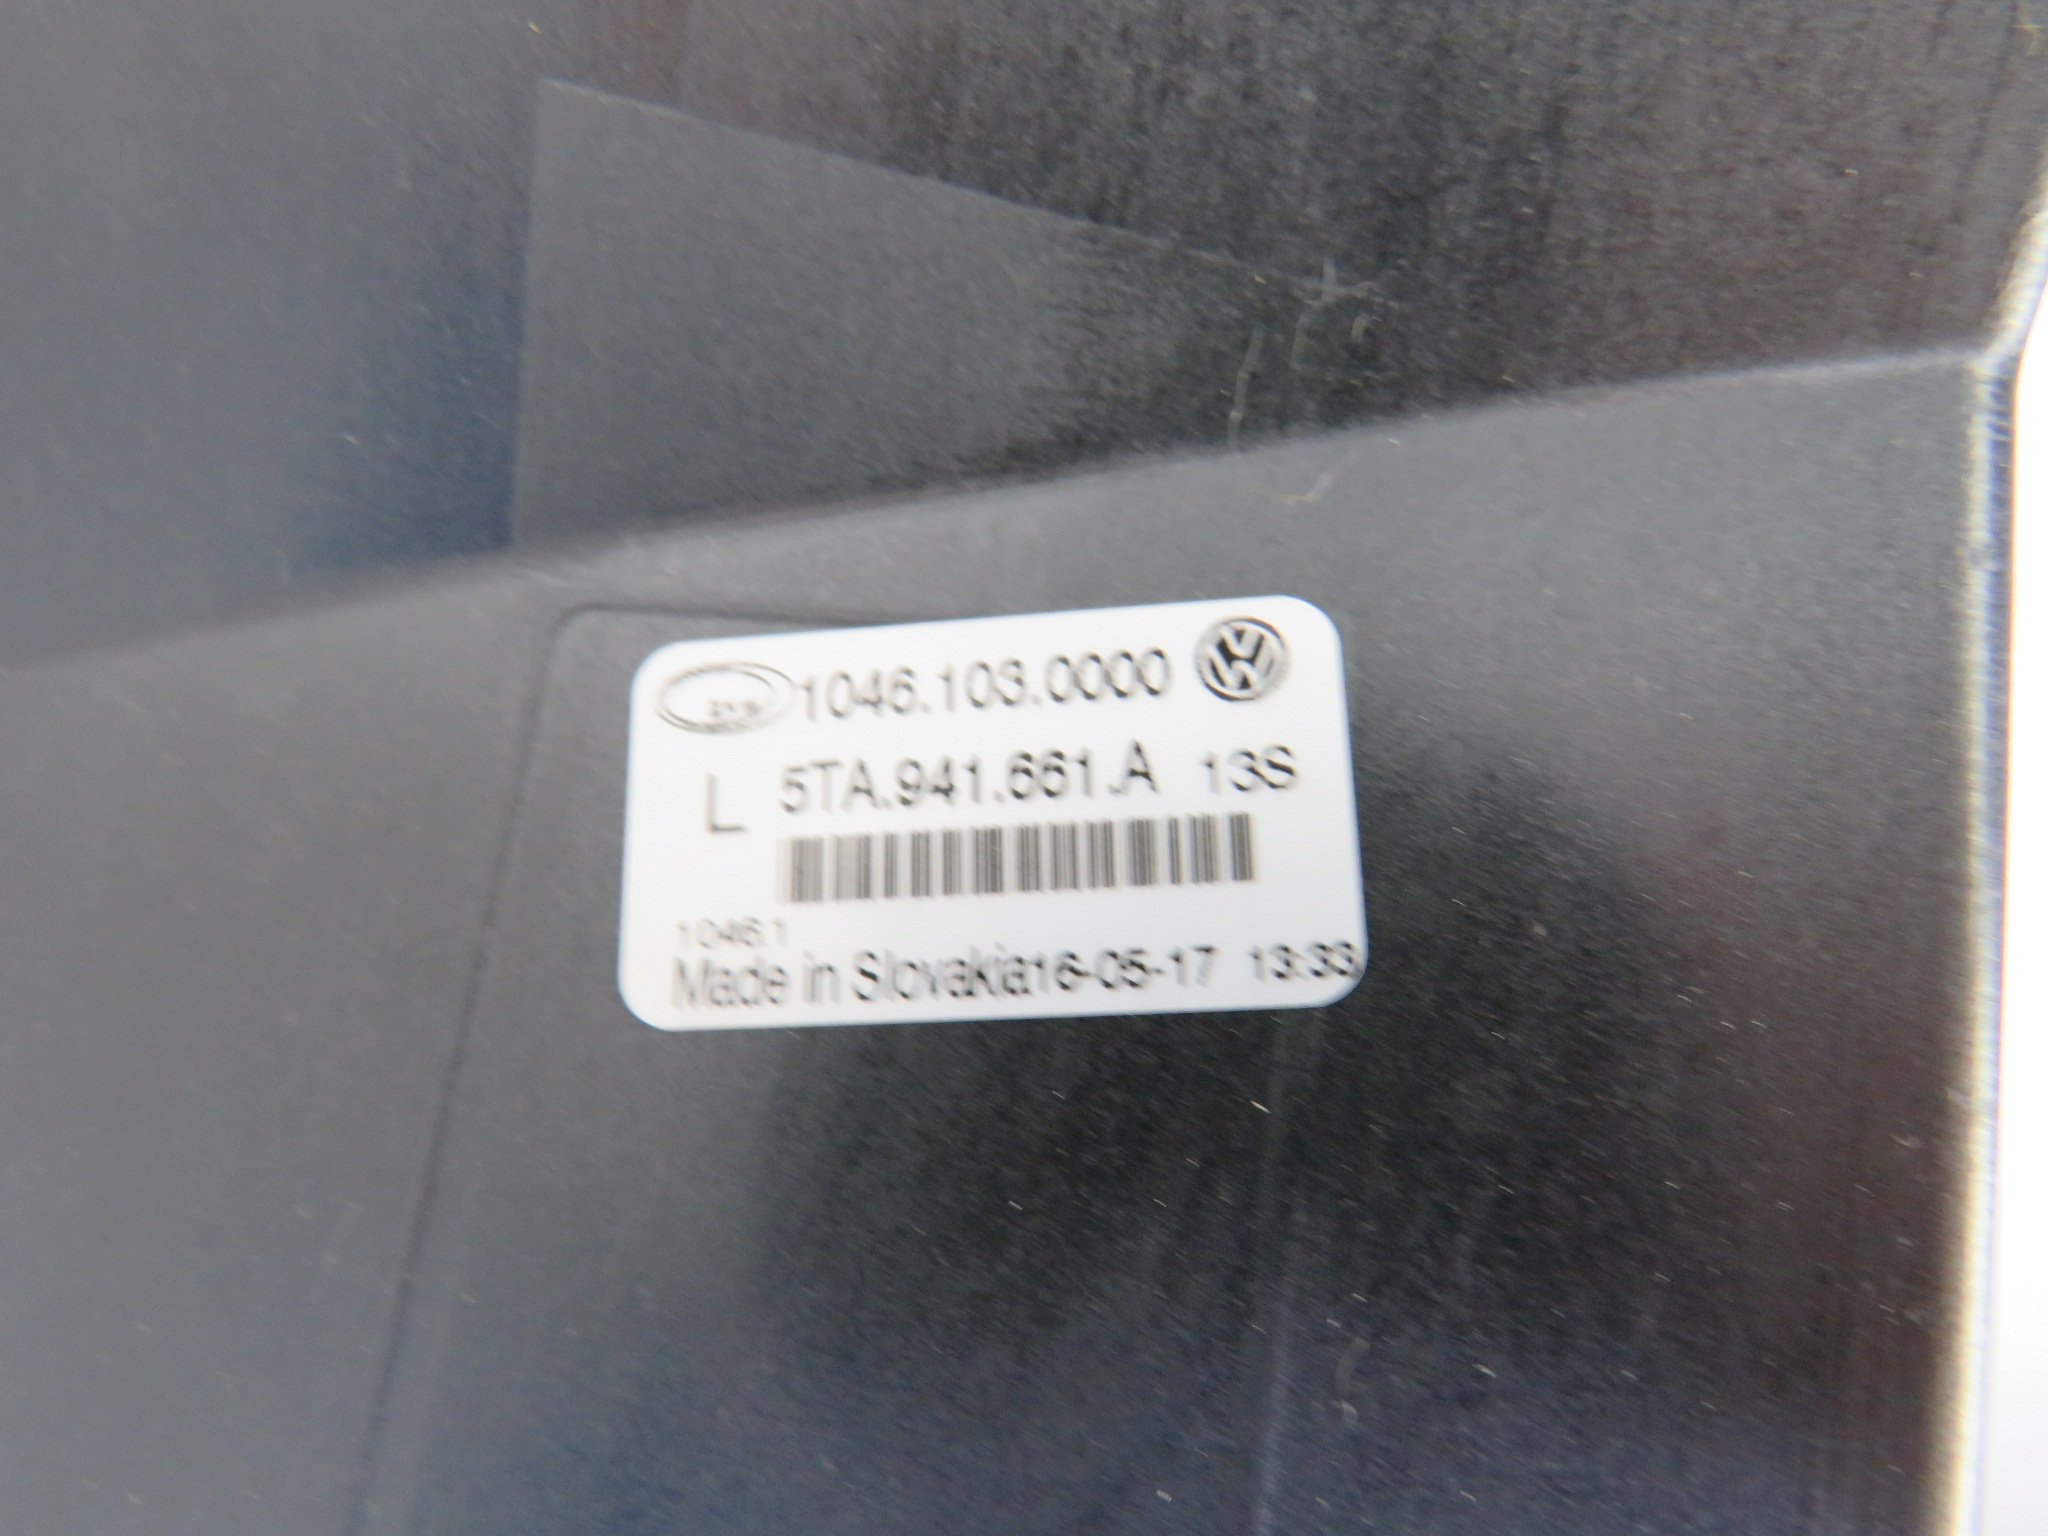 1046.103.0000
L 5TA.941.661.A 13S
1046.1
Made in Slovakia16-05-17 13:33